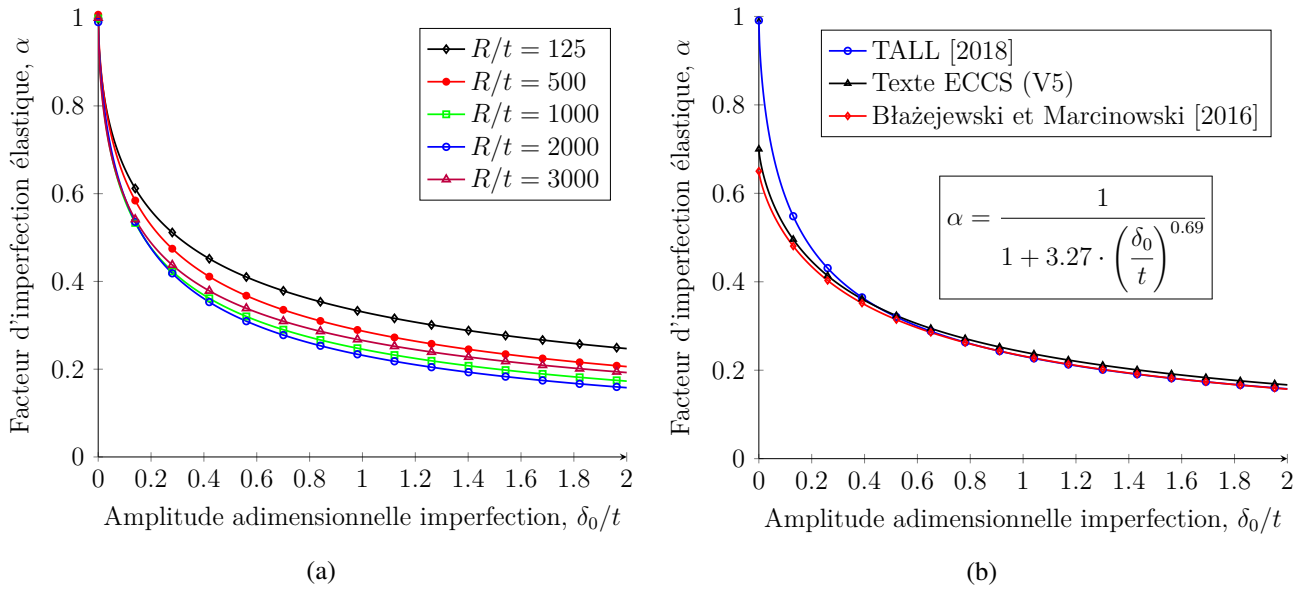 1
0.8
0.6
0.4
0.2
0
0
0.2
0.4
0.6
0.8
1
1.2
1.4
1.6
1.8
2
Facteur d'imperfection élastique, α
Amplitude adimensionnelle imperfection, δ₀/t
R/t = 125
R/t = 500
R/t = 1000
R/t = 2000
R/t = 3000
(a)
1
0.8
0.6
0.4
0.2
0
0
0.2
0.4
0.6
0.8
1
1.2
1.4
1.6
1.8
2
Facteur d'imperfection élastique, α
Amplitude adimensionnelle imperfection, δ₀/t
TALL [2018]
Texte ECCS (V5)
Błażejewski et Marcinowski [2016]
α = 1 / (1 + 3.27 · (δ₀/t)^0.69)
(b)